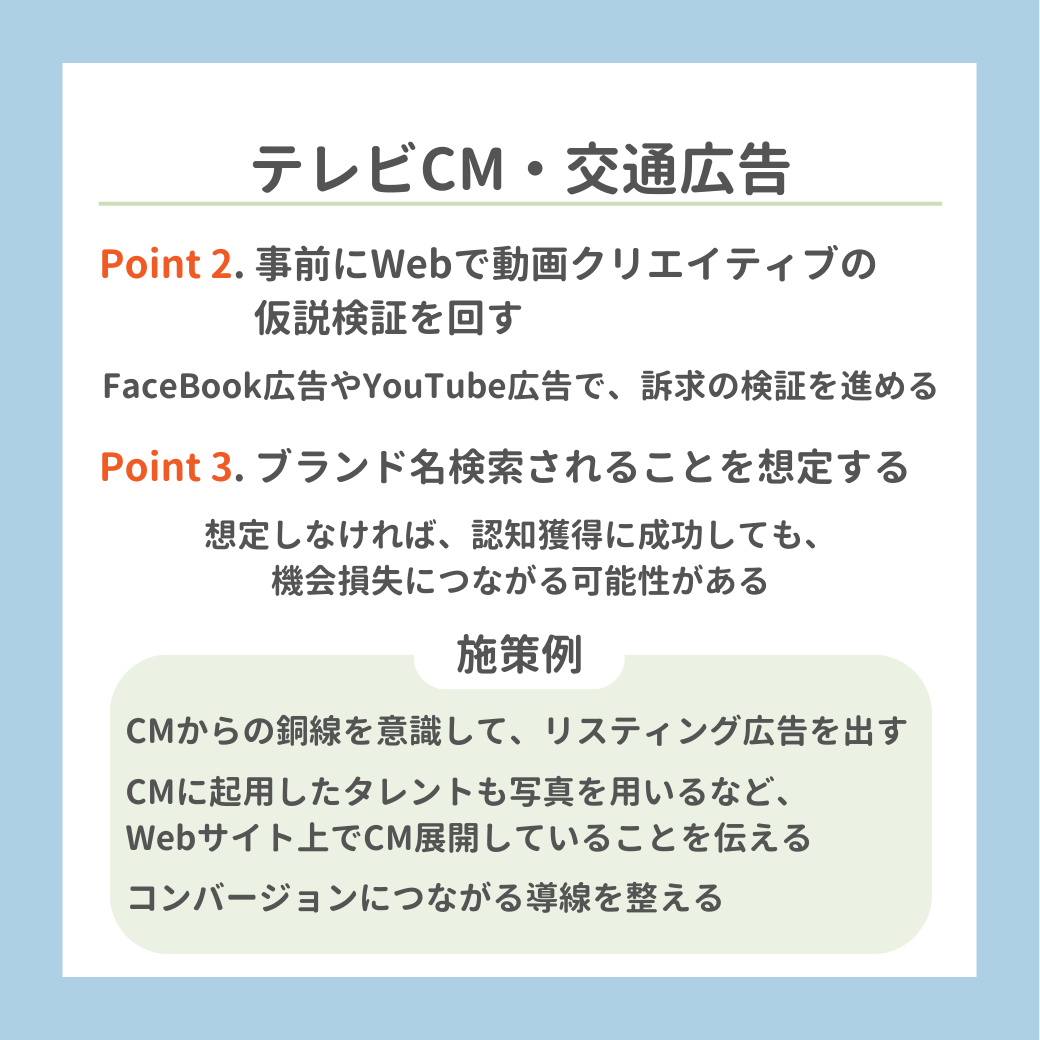 テレビCM・交通広告
Point 2. 事前にWebで動画クリエイティブの
仮説検証を回す
FaceBook広告やYouTube広告で、訴求の検証を進める
Point 3. ブランド名検索されることを想定する
想定しなければ、認知獲得に成功しても、
機会損失につながる可能性がある
施策例
CMからの銅線を意識して、リスティング広告を出す
CMに起用したタレントも写真を用いるなど、
Webサイト上でCM展開していることを伝える
コンバージョンにつながる導線を整える